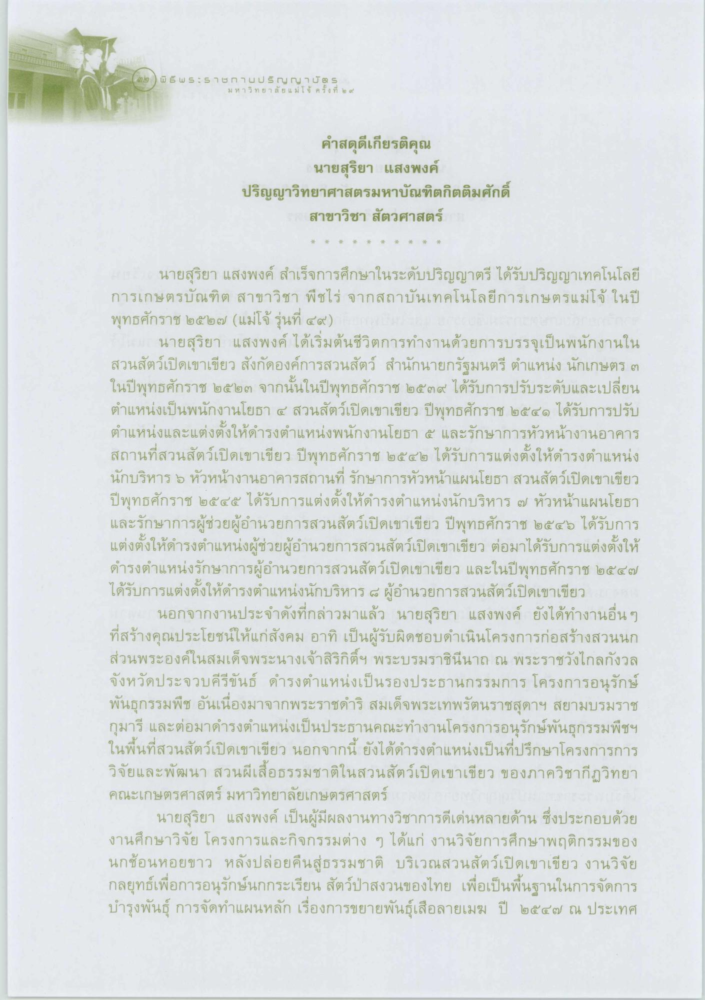 ๓๒ พิธีพระราชทานปริญญาบัตร
มหาวิทยาลัยแม่โจ้ ครั้งที่ ๒๙
คำสดุดีเกียรติคุณ
นายสุริยา แสงพงค์
ปริญญาวิทยาศาสตรมหาบัณฑิตกิตติมศักดิ์
สาขาวิชา สัตวศาสตร์
* * * * * * * * * *
นายสุริยา แสงพงค์ สำเร็จการศึกษาในระดับปริญญาตรี ได้รับปริญญาเทคโนโลยี
การเกษตรบัณฑิต สาขาวิชา พืชไร่ จากสถาบันเทคโนโลยีการเกษตรแม่โจ้ ในปี
พุทธศักราช ๒๕๒๗ (แม่โจ้ รุ่นที่ ๔๙)
นายสุริยา แสงพงค์ ได้เริ่มต้นชีวิตการทำงานด้วยการบรรจุเป็นพนักงานใน
สวนสัตว์เปิดเขาเขียว สังกัดองค์การสวนสัตว์ สำนักนายกรัฐมนตรี ตำแหน่ง นักเกษตร ๓
ในปีพุทธศักราช ๒๕๒๓ จากนั้นในปีพุทธศักราช ๒๕๓๙ ได้รับการปรับระดับและเปลี่ยน
ตำแหน่งเป็นพนักงานโยธา ๔ สวนสัตว์เปิดเขาเขียว ปีพุทธศักราช ๒๕๔๑ ได้รับการปรับ
ตำแหน่งและแต่งตั้งให้ดำรงตำแหน่งพนักงานโยธา ๕ และรักษาการหัวหน้างานอาคาร
สถานที่สวนสัตว์เปิดเขาเขียว ปีพุทธศักราช ๒๕๔๒ ได้รับการแต่งตั้งให้ดำรงตำแหน่ง
นักบริหาร ๖ หัวหน้างานอาคารสถานที่ รักษาการหัวหน้าแผนโยธา สวนสัตว์เปิดเขาเขียว
ปีพุทธศักราช ๒๕๔๕ ได้รับการแต่งตั้งให้ดำรงตำแหน่งนักบริหาร ๗ หัวหน้าแผนโยธา
และรักษาการผู้ช่วยผู้อำนวยการสวนสัตว์เปิดเขาเขียว ปีพุทธศักราช ๒๕๔๖ ได้รับการ
แต่งตั้งให้ดำรงตำแหน่งผู้ช่วยผู้อำนวยการสวนสัตว์เปิดเขาเขียว ต่อมาได้รับการแต่งตั้งให้
ดำรงตำแหน่งรักษาการผู้อำนวยการสวนสัตว์เปิดเขาเขียว และในปีพุทธศักราช ๒๕๔๗
ได้รับการแต่งตั้งให้ดำรงตำแหน่งนักบริหาร ๘ ผู้อำนวยการสวนสัตว์เปิดเขาเขียว
นอกจากงานประจำดังที่กล่าวมาแล้ว นายสุริยา แสงพงค์ ยังได้ทำงานอื่นๆ
ที่สร้างคุณประโยชน์ให้แก่สังคม อาทิ เป็นผู้รับผิดชอบดำเนินโครงการก่อสร้างสวนนก
ส่วนพระองค์ในสมเด็จพระนางเจ้าสิริกิติ์ฯ พระบรมราชินีนาถ ณ พระราชวังไกลกังวล
จังหวัดประจวบคีรีขันธ์ ดำรงตำแหน่งเป็นรองประธานกรรมการ โครงการอนุรักษ์
พันธุกรรมพืช อันเนื่องมาจากพระราชดำริ สมเด็จพระเทพรัตนราชสุดาฯ สยามบรมราช
กุมารี และต่อมาดำรงตำแหน่งเป็นประธานคณะทำงานโครงการอนุรักษ์พันธุกรรมพืชฯ
ในพื้นที่สวนสัตว์เปิดเขาเขียว นอกจากนี้ ยังได้ดำรงตำแหน่งเป็นที่ปรึกษาโครงการการ
วิจัยและพัฒนา สวนผีเสื้อธรรมชาติในสวนสัตว์เปิดเขาเขียว ของภาควิชากีฏวิทยา
คณะเกษตรศาสตร์ มหาวิทยาลัยเกษตรศาสตร์
นายสุริยา แสงพงค์ เป็นผู้มีผลงานทางวิชาการดีเด่นหลายด้าน ซึ่งประกอบด้วย
งานศึกษาวิจัย โครงการและกิจกรรมต่าง ๆ ได้แก่ งานวิจัยการศึกษาพฤติกรรมของ
นกช้อนหอยขาว หลังปล่อยคืนสู่ธรรมชาติ บริเวณสวนสัตว์เปิดเขาเขียว งานวิจัย
กลยุทธ์เพื่อการอนุรักษ์นกกระเรียน สัตว์ป่าสงวนของไทย เพื่อเป็นพื้นฐานในการจัดการ
บำรุงพันธุ์ การจัดทำแผนหลัก เรื่องการขยายพันธุ์เสือลายเมฆ ปี ๒๕๔๗ ณ ประเทศ